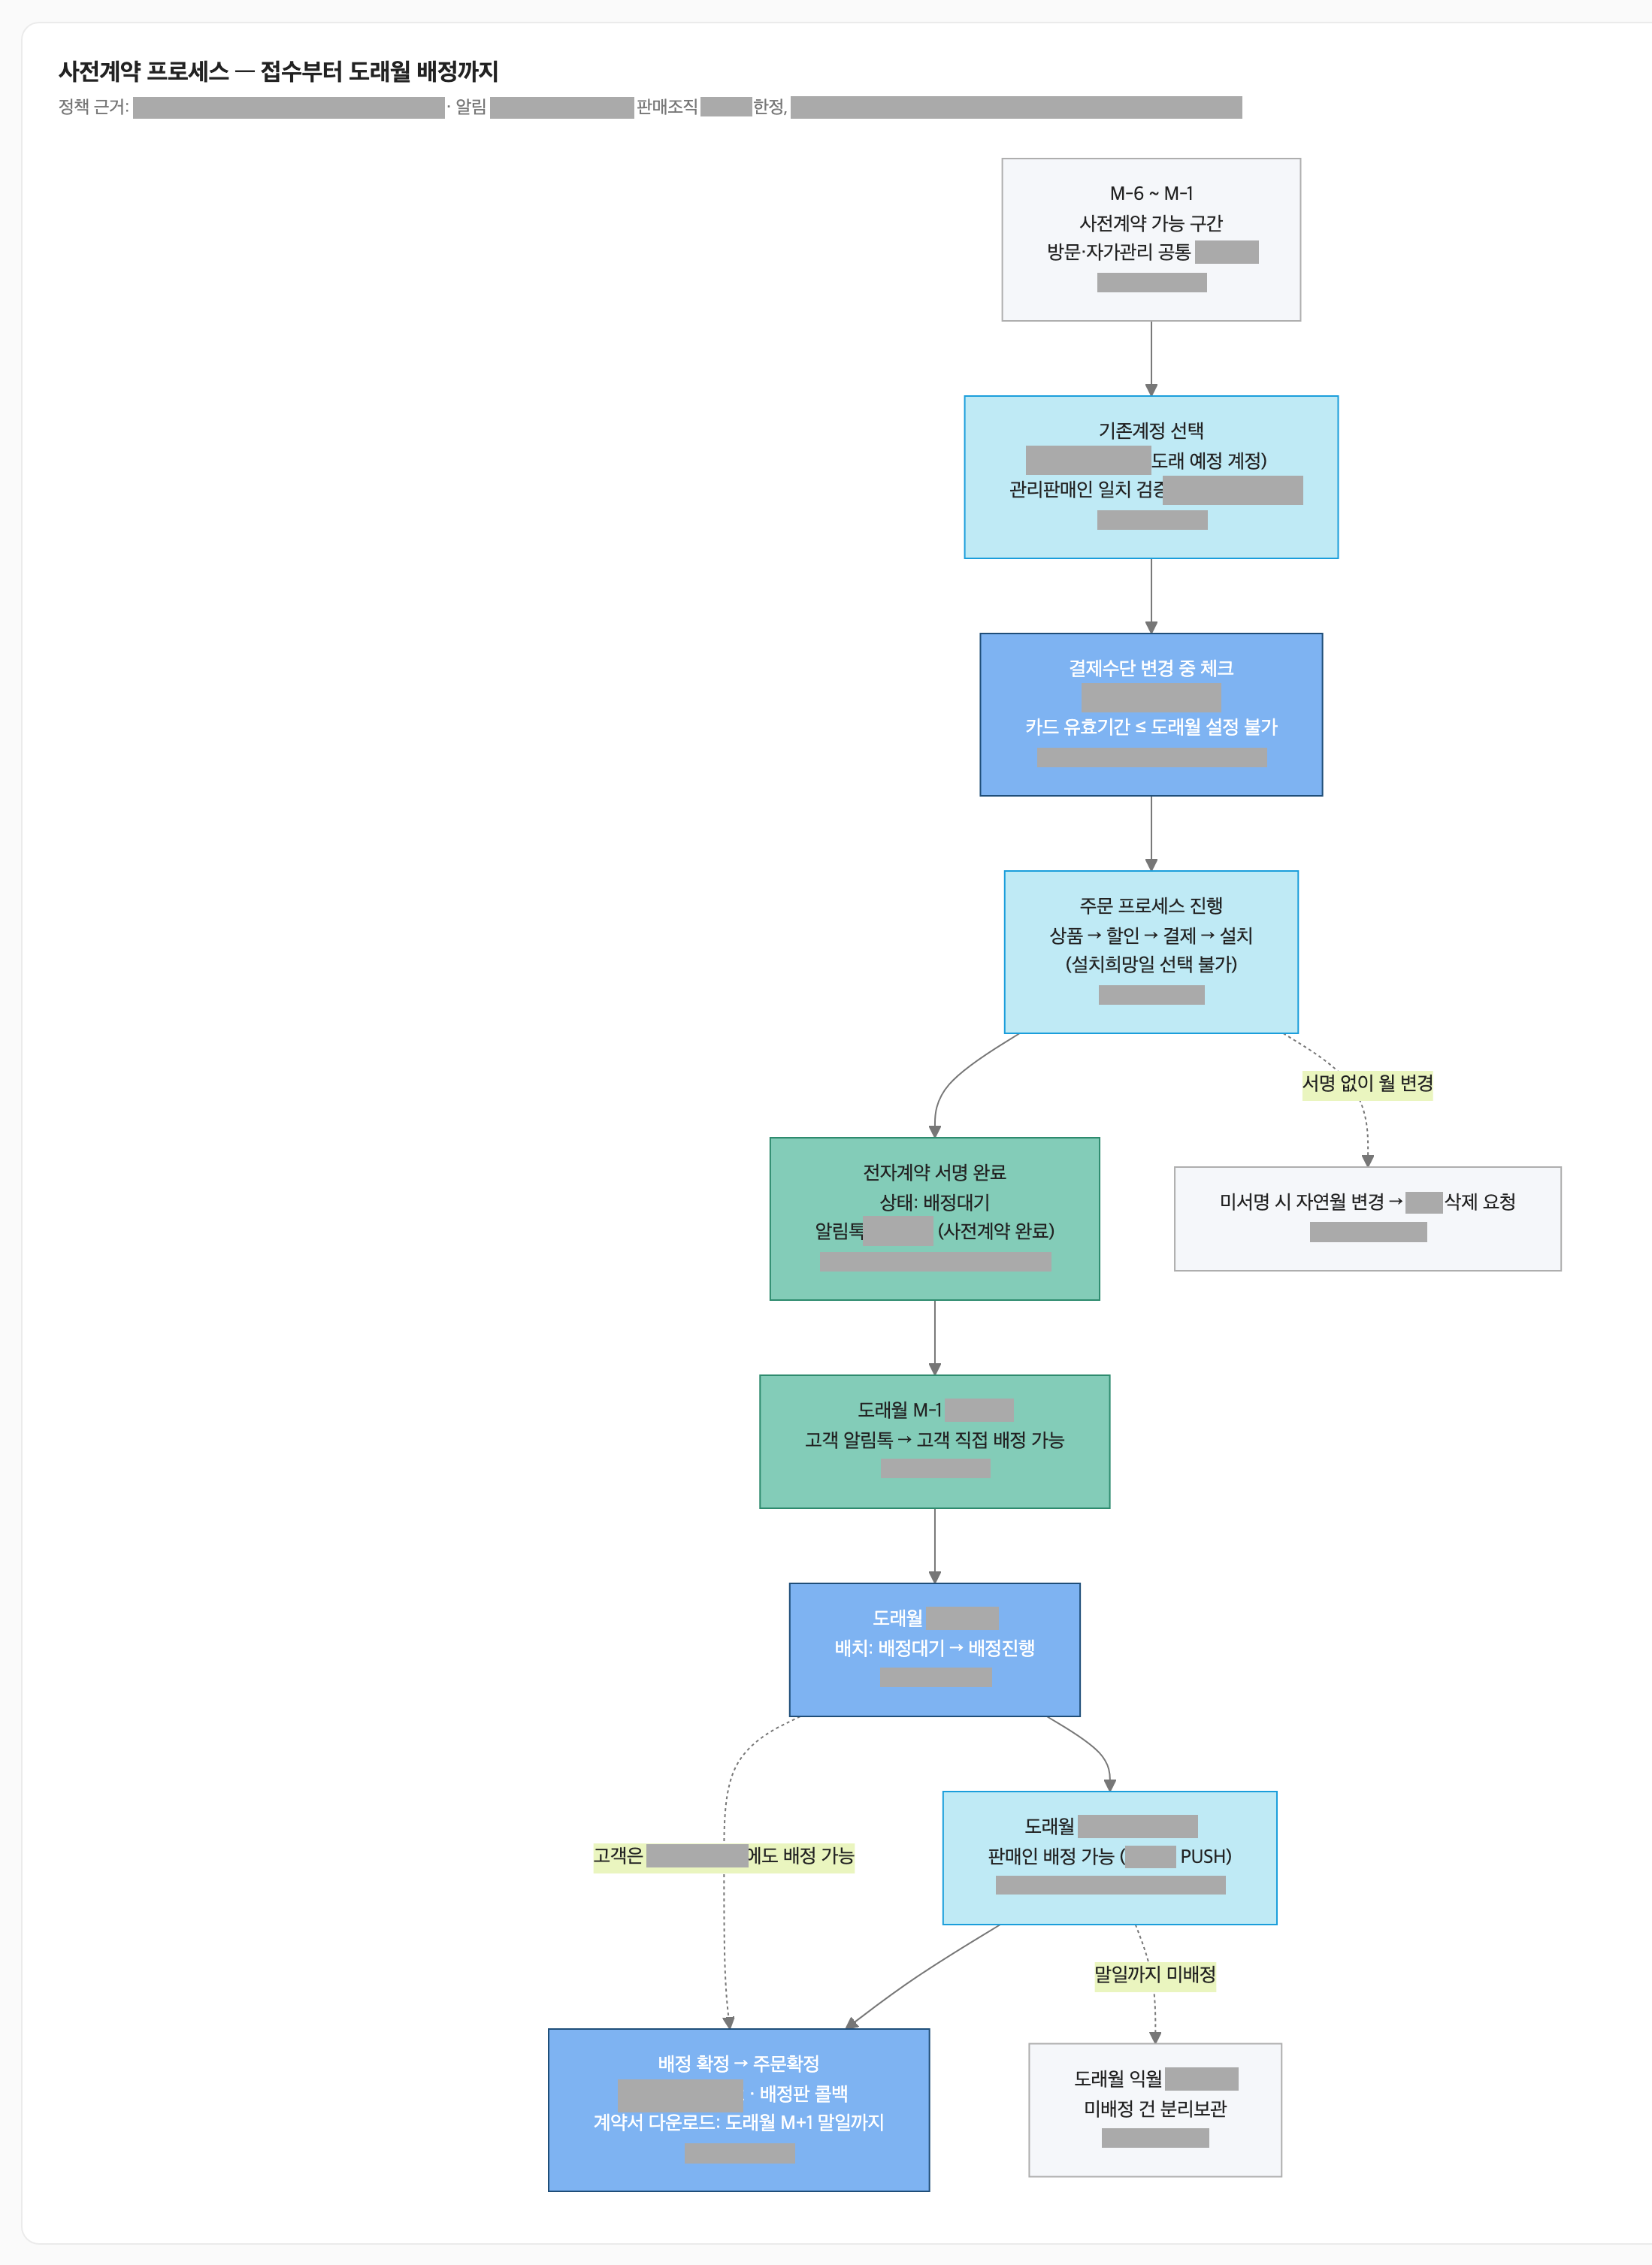 사전계약 프로세스 — 접수부터 도래월 배정까지
정책 근거: · 알림 판매조직 한정,
M-6 ~ M-1
사전계약 가능 구간
방문·자가관리 공통
기존계정 선택
도래 예정 계정)
관리판매인 일치 검증
결제수단 변경 중 체크
카드 유효기간 ≤ 도래월 설정 불가
주문 프로세스 진행
상품 → 할인 → 결제 → 설치
(설치희망일 선택 불가)
서명 없이 월 변경
전자계약 서명 완료
상태: 배정대기
알림톡 (사전계약 완료)
미서명 시 자연월 변경 → 삭제 요청
도래월 M-1
고객 알림톡 → 고객 직접 배정 가능
도래월
배치: 배정대기 → 배정진행
도래월
판매인 배정 가능 ( PUSH)
고객은 에도 배정 가능
말일까지 미배정
배정 확정 → 주문확정
· 배정판 콜백
계약서 다운로드: 도래월 M+1 말일까지
도래월 익월
미배정 건 분리보관